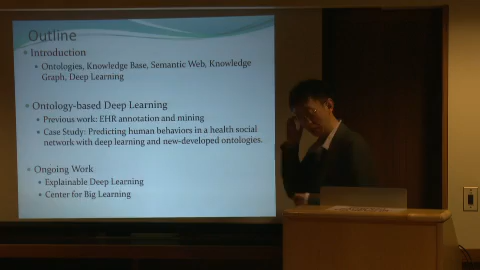 Outline
Introduction
Ontologies, Knowledge Base, Semantic Web, Knowledge
Graph, Deep Learning
Ontology-based Deep Learning
Previous work: EHR annotation and mining
Case Study: Predicting human behaviors in a health social
network with deep learning and new-developed ontologies.
Ongoing Work
Explainable Deep Learning
Center for Big Learning